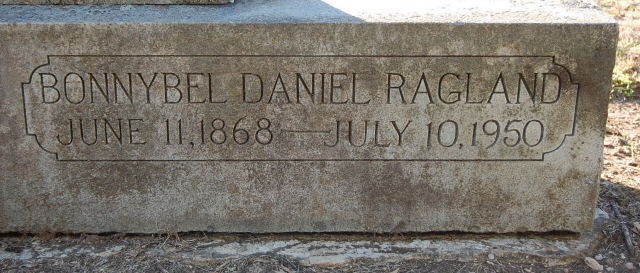 BONNYBEL DANIEL RAGLAND
JUNE 11, 1868 — JULY 10, 1950